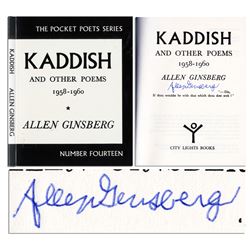 THE POCKET POETS SERIES
KADDISH
AND OTHER POEMS
1958-1960
★
ALLEN GINSBERG
NUMBER FOURTEEN
KADDISH
ALLEN GINSBERG
KADDISH
AND OTHER POEMS
1958-1960
ALLEN GINSBERG
Allen Ginsberg
CITY LIGHTS BOOKS
Allen Ginsberg